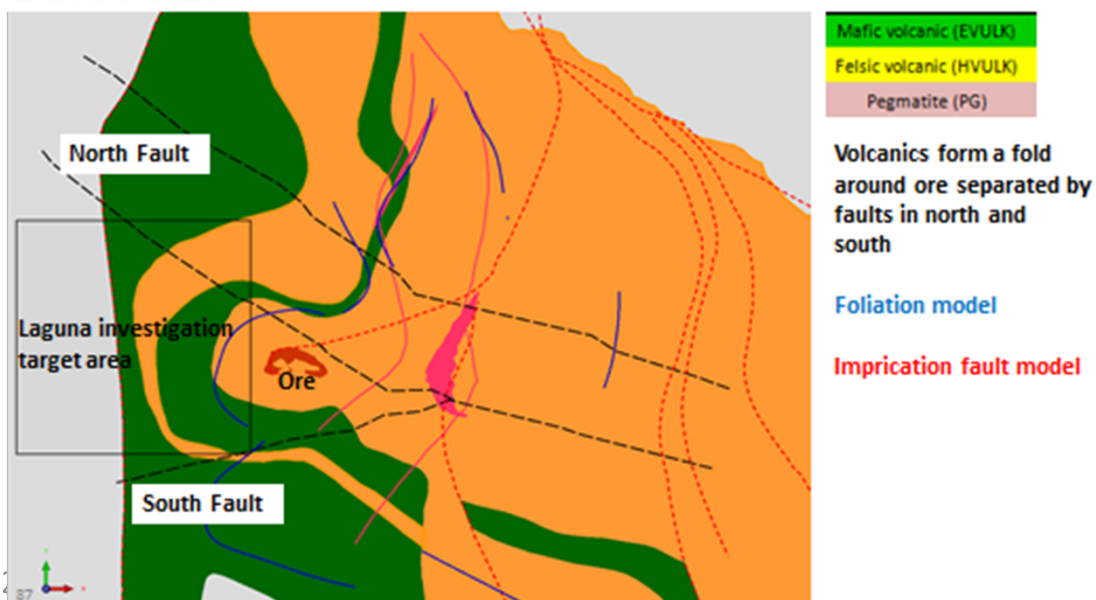 Mafic volcanic (EVULK)
Felsic volcanic (HVULK)
Pegmatite (PG)
North Fault
Volcanics form a fold
around ore separated by
faults in north and
south
Foliation model
Laguna investigation
target area
Imprication fault model
Ore
South Fault
87